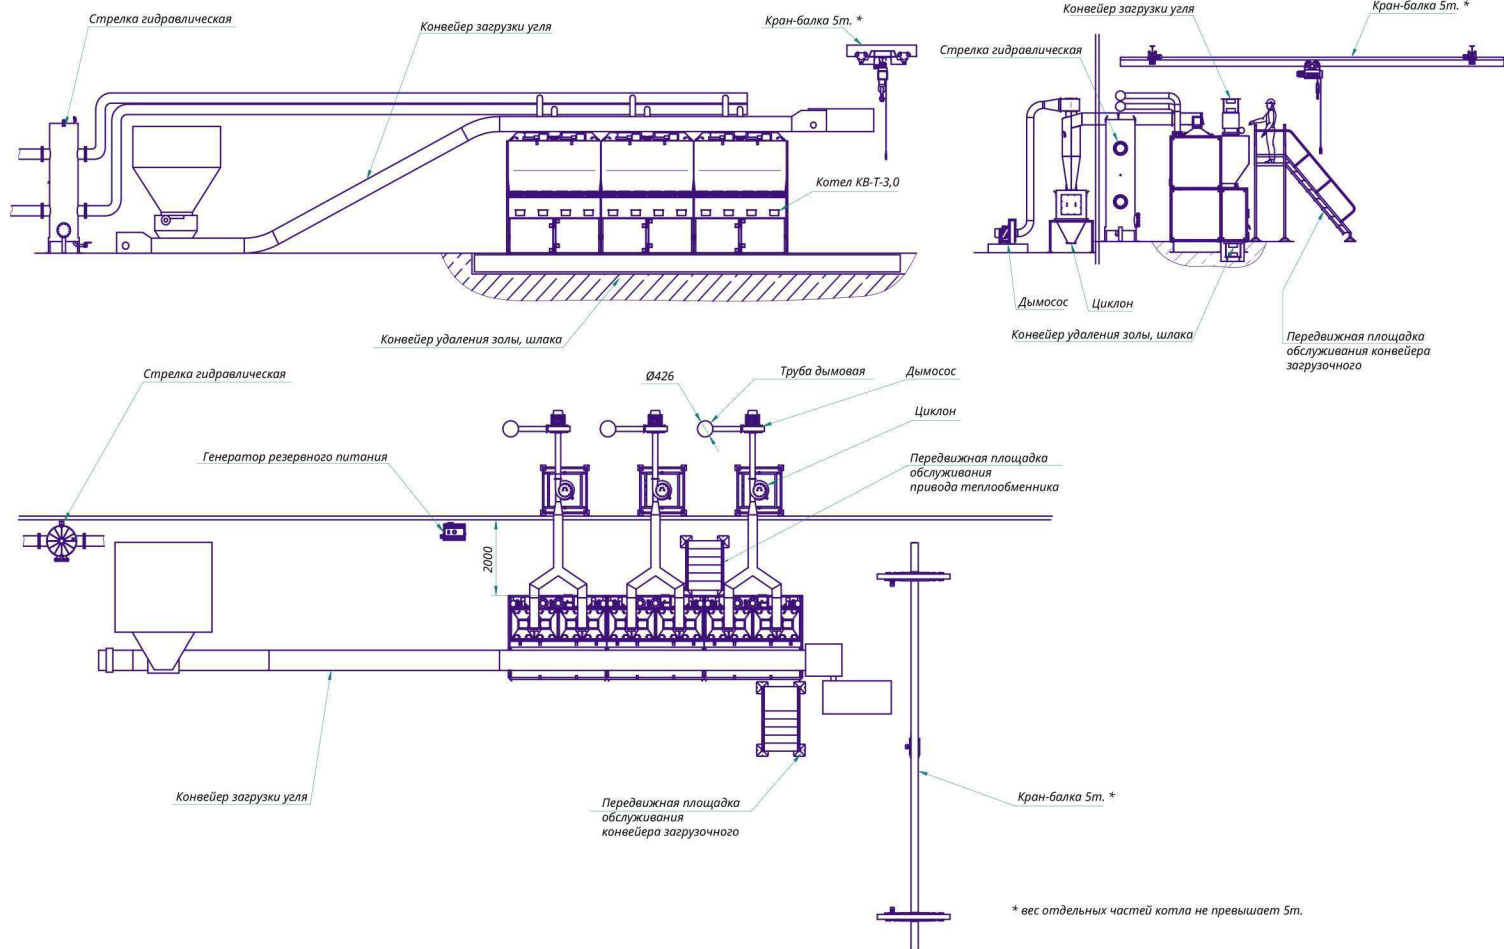 Стрелка гидравлическая
Конвейер загрузки угля
Кран-балка 5т. *
Котел КВ-Т-3,0
Конвейер удаления золы, шлака
Конвейер загрузки угля
Кран-балка 5т. *
Стрелка гидравлическая
Дымосос
Циклон
Конвейер удаления золы, шлака
Передвижная площадка
обслуживания конвейера
загрузочного
Стрелка гидравлическая
Ø426
Труба дымовая
Дымосос
Циклон
Генератор резервного питания
Передвижная площадка
обслуживания
привода теплообменника
2000
Конвейер загрузки угля
Передвижная площадка
обслуживания
конвейера загрузочного
Кран-балка 5т. *
* вес отдельных частей котла не превышает 5т.